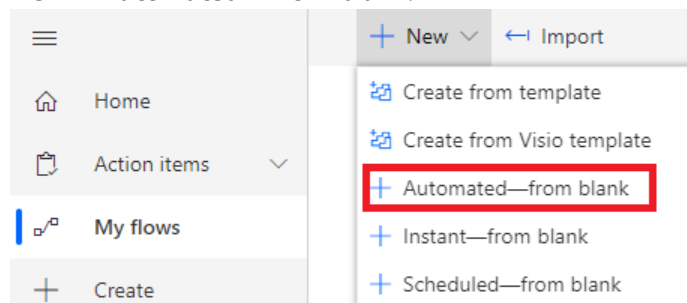 New
Import
Home
Create from template
Create from Visio template
Action items
Automated—from blank
My flows
Instant—from blank
Create
Scheduled—from blank